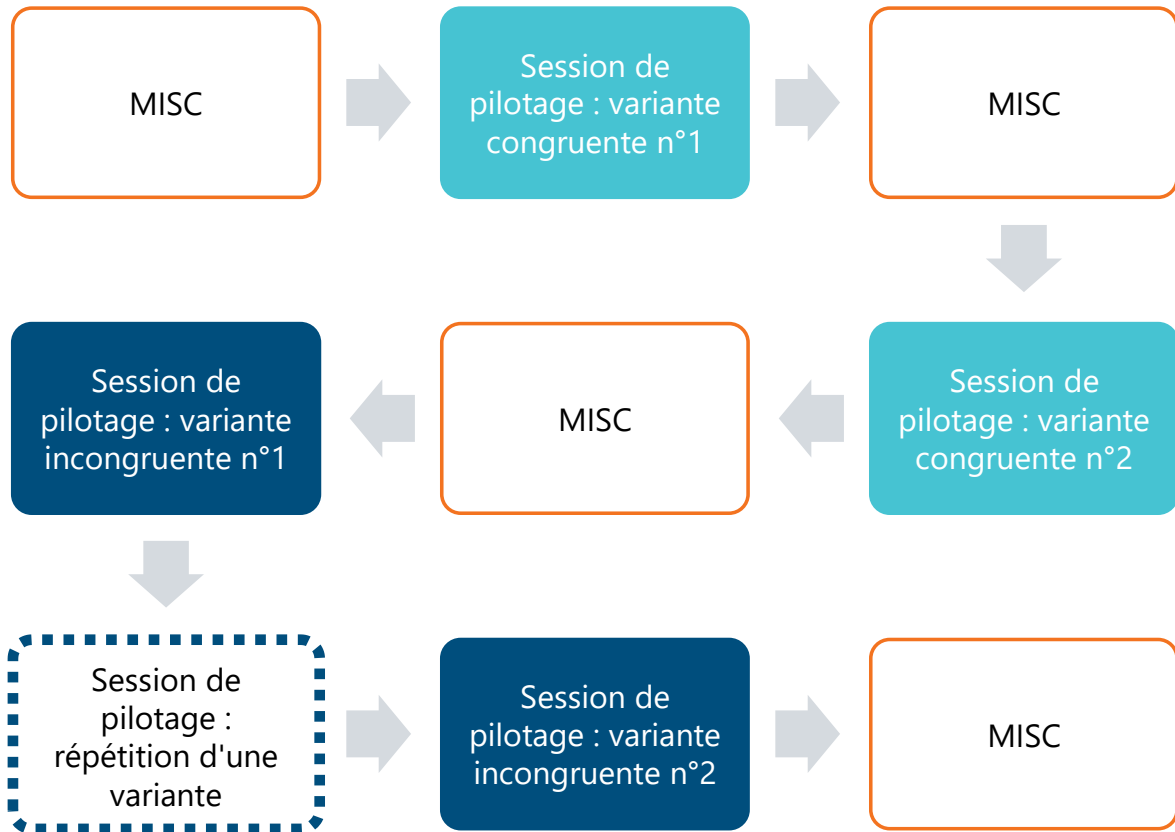 MISC
Session de
pilotage : variante
congruente n°1
MISC
Session de
pilotage : variante
congruente n°2
MISC
Session de
pilotage : variante
incongruente n°1
Session de
pilotage :
répétition d'une
variante
Session de
pilotage : variante
incongruente n°2
MISC